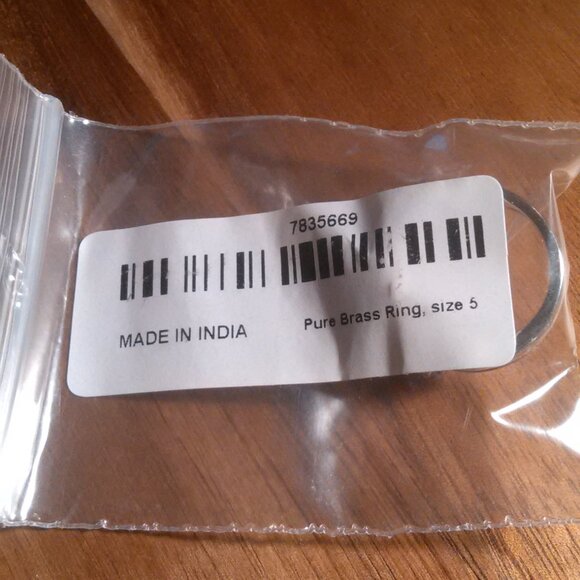 7835669
MADE IN INDIA
Pure Brass Ring, size 5